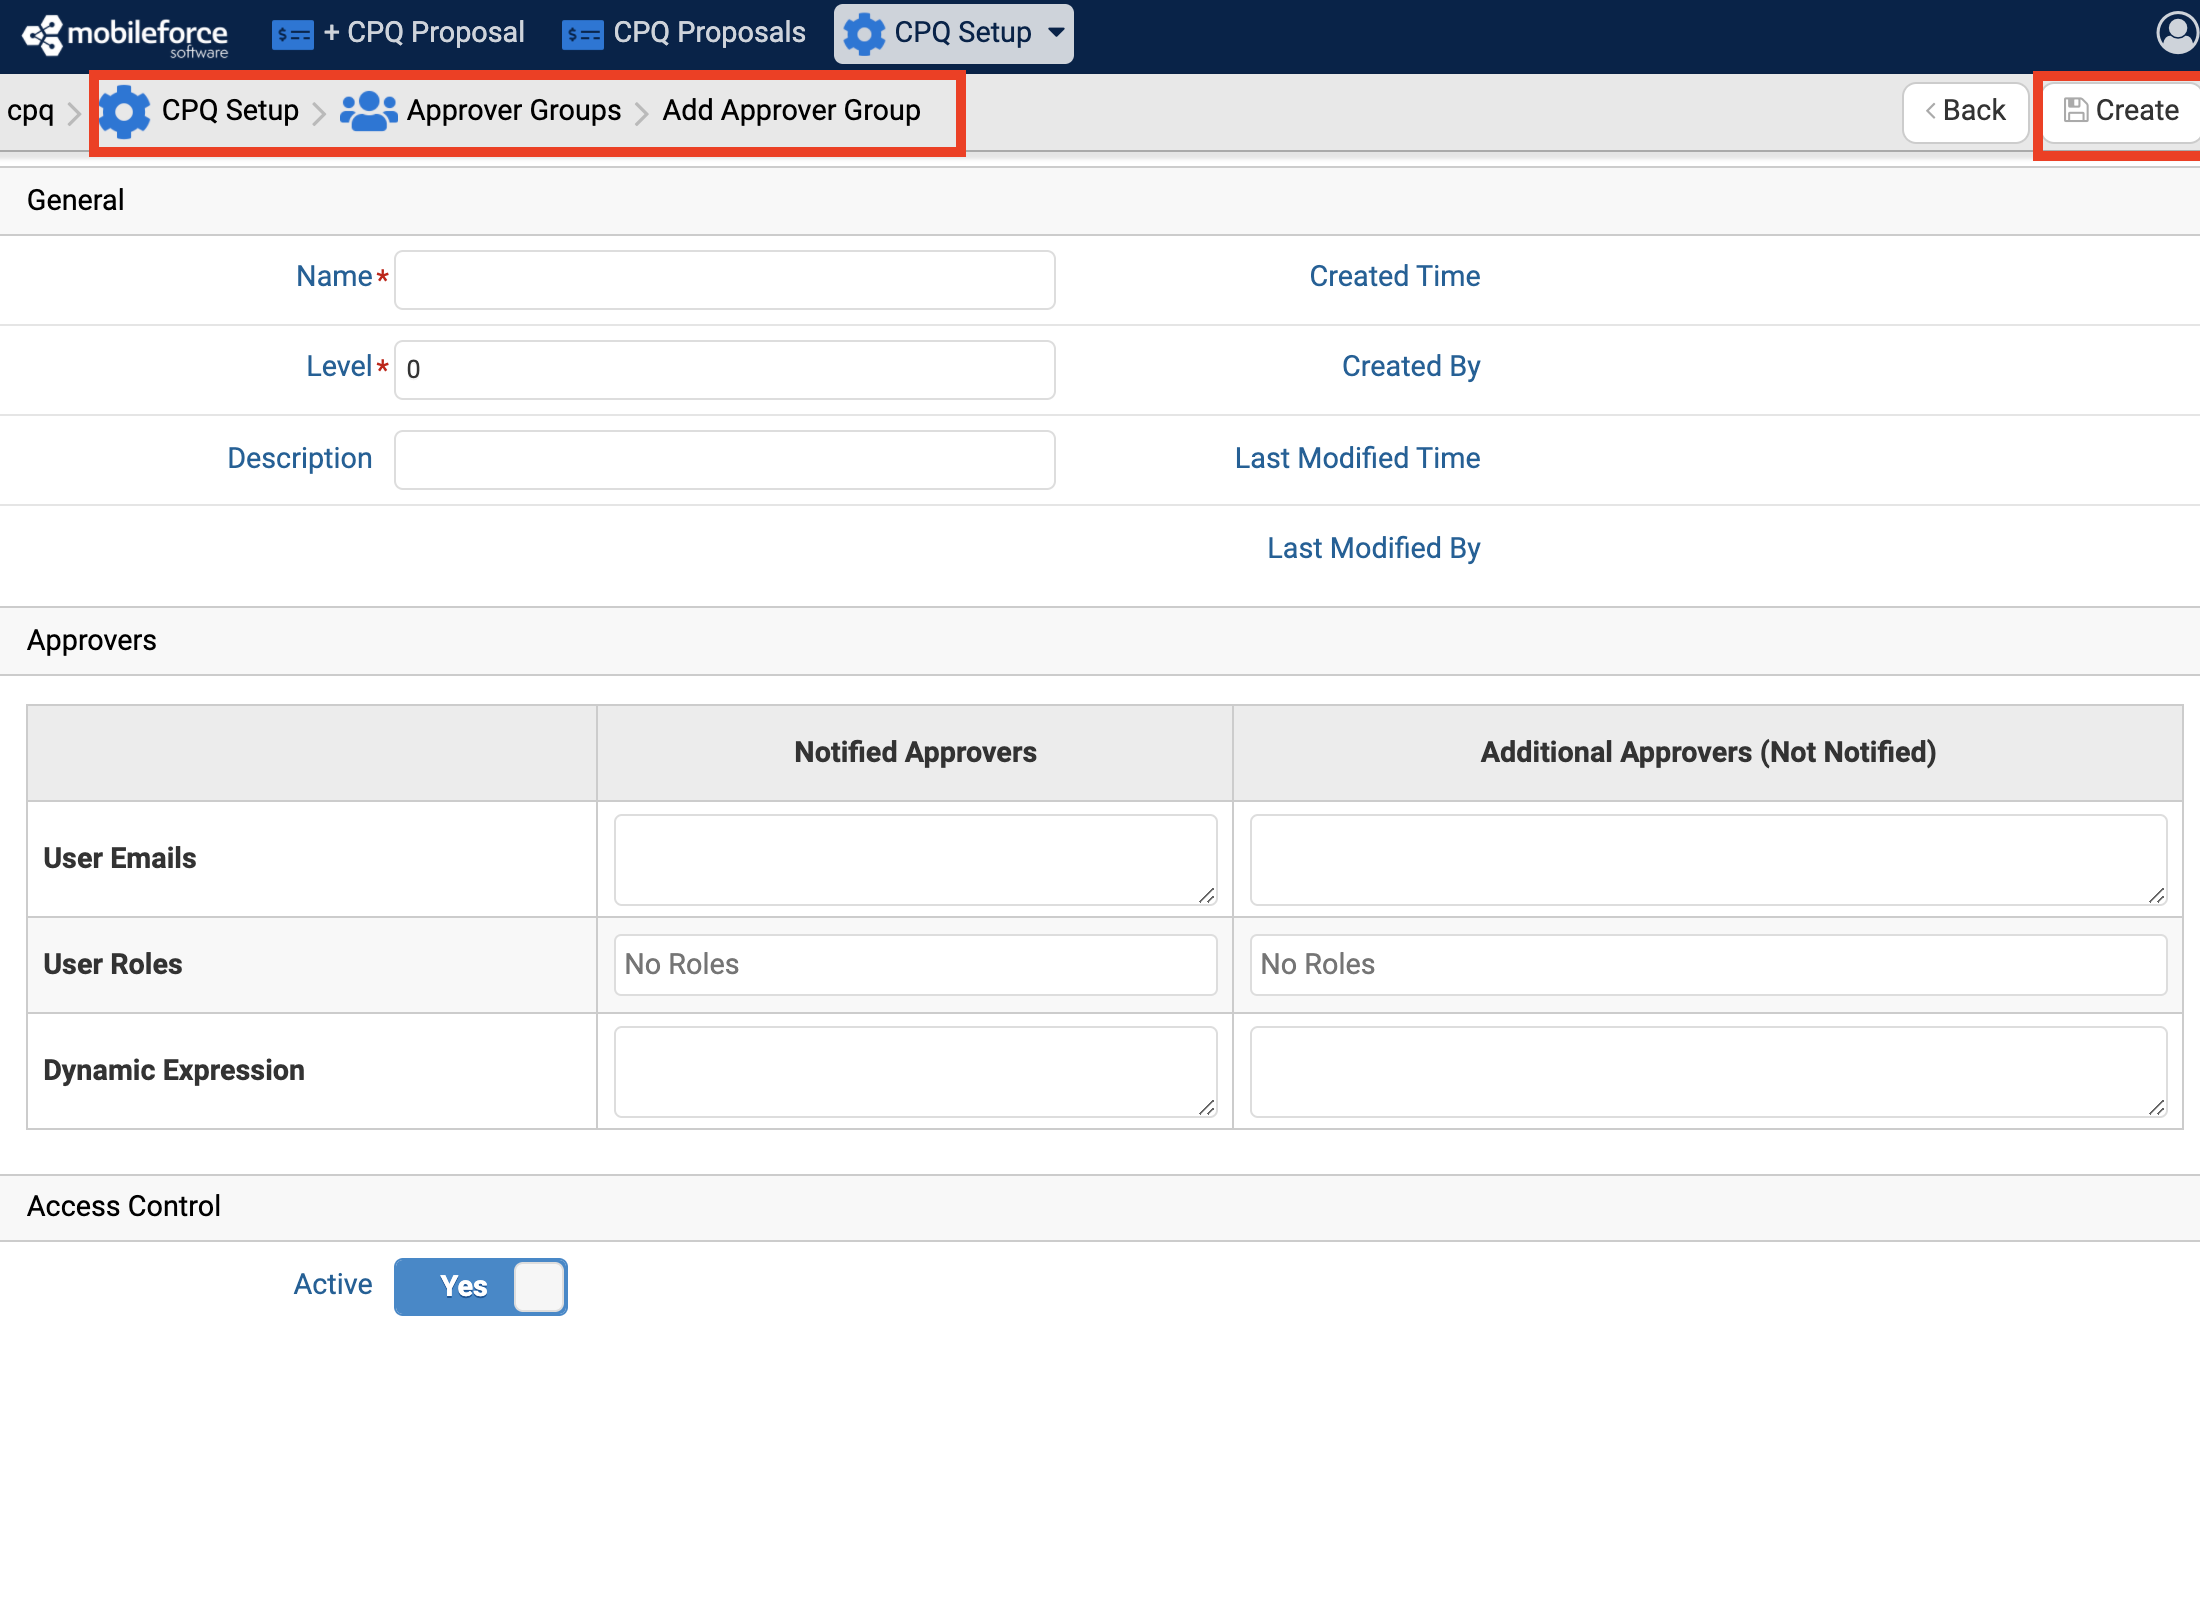 mobileforce software + CPQ Proposal CPQ Proposals CPQ Setup
cpq CPQ Setup Approver Groups Add Approver Group Back Create
General
Name* Created Time
Level* 0 Created By
Description Last Modified Time
Last Modified By
Approvers
Notified Approvers Additional Approvers (Not Notified)
User Emails
User Roles No Roles No Roles
Dynamic Expression
Access Control
Active Yes